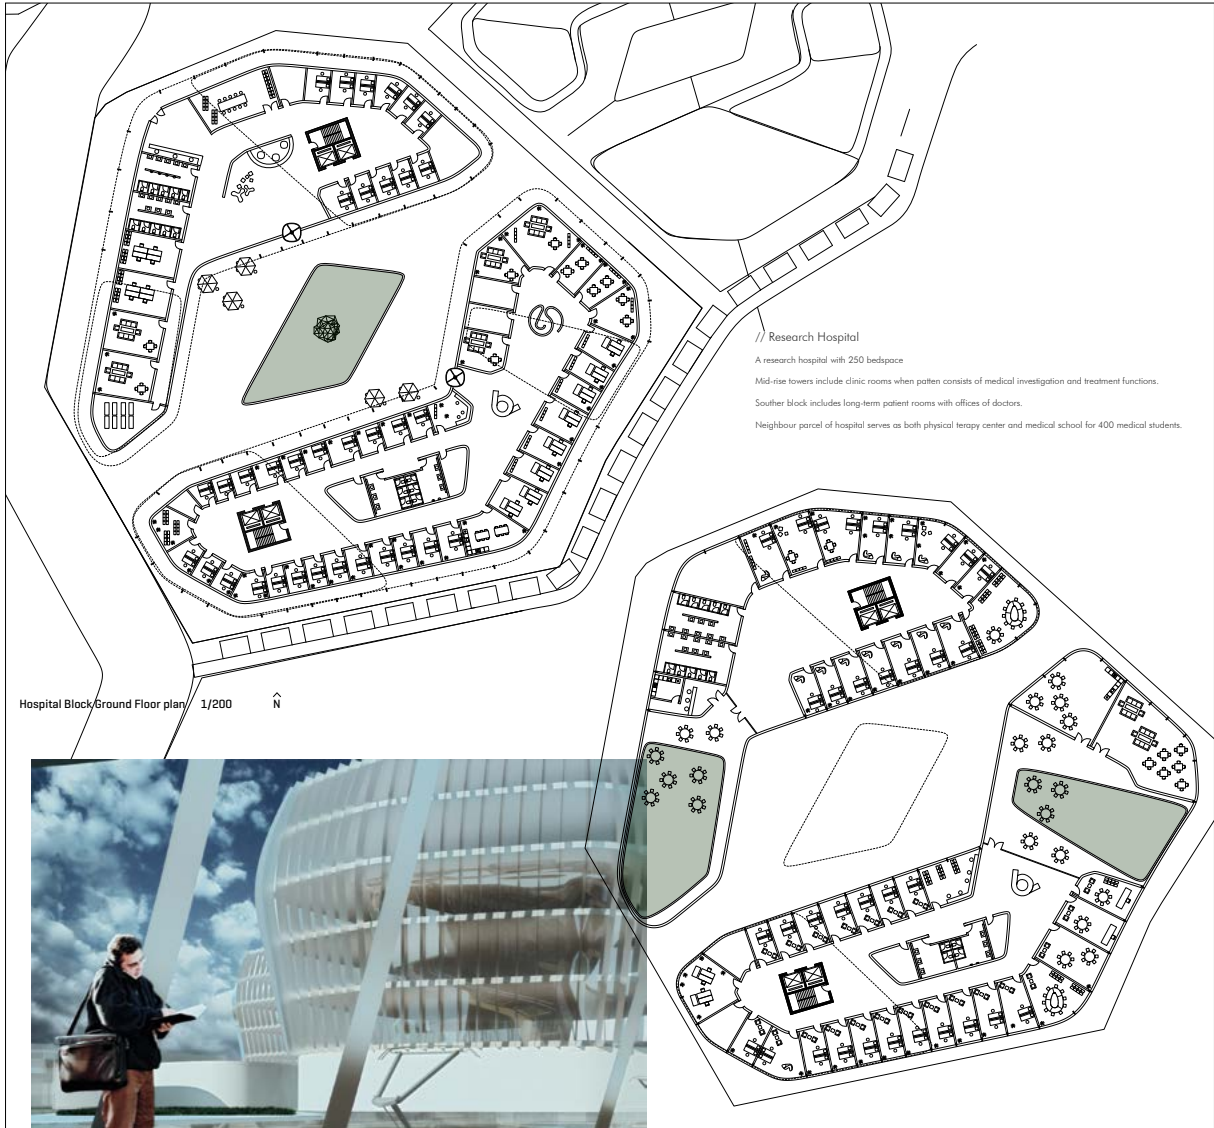 // Research Hospital
A research hospital with 250 bedspace
Mid-rise towers include clinic rooms when patten consists of medical investigation and treatment functions.
Souther block includes long-term patient rooms with offices of doctors.
Neighbour parcel of hospital serves as both physical terapy center and medical school for 400 medical students.
Hospital Block Ground Floor plan 1/200 N